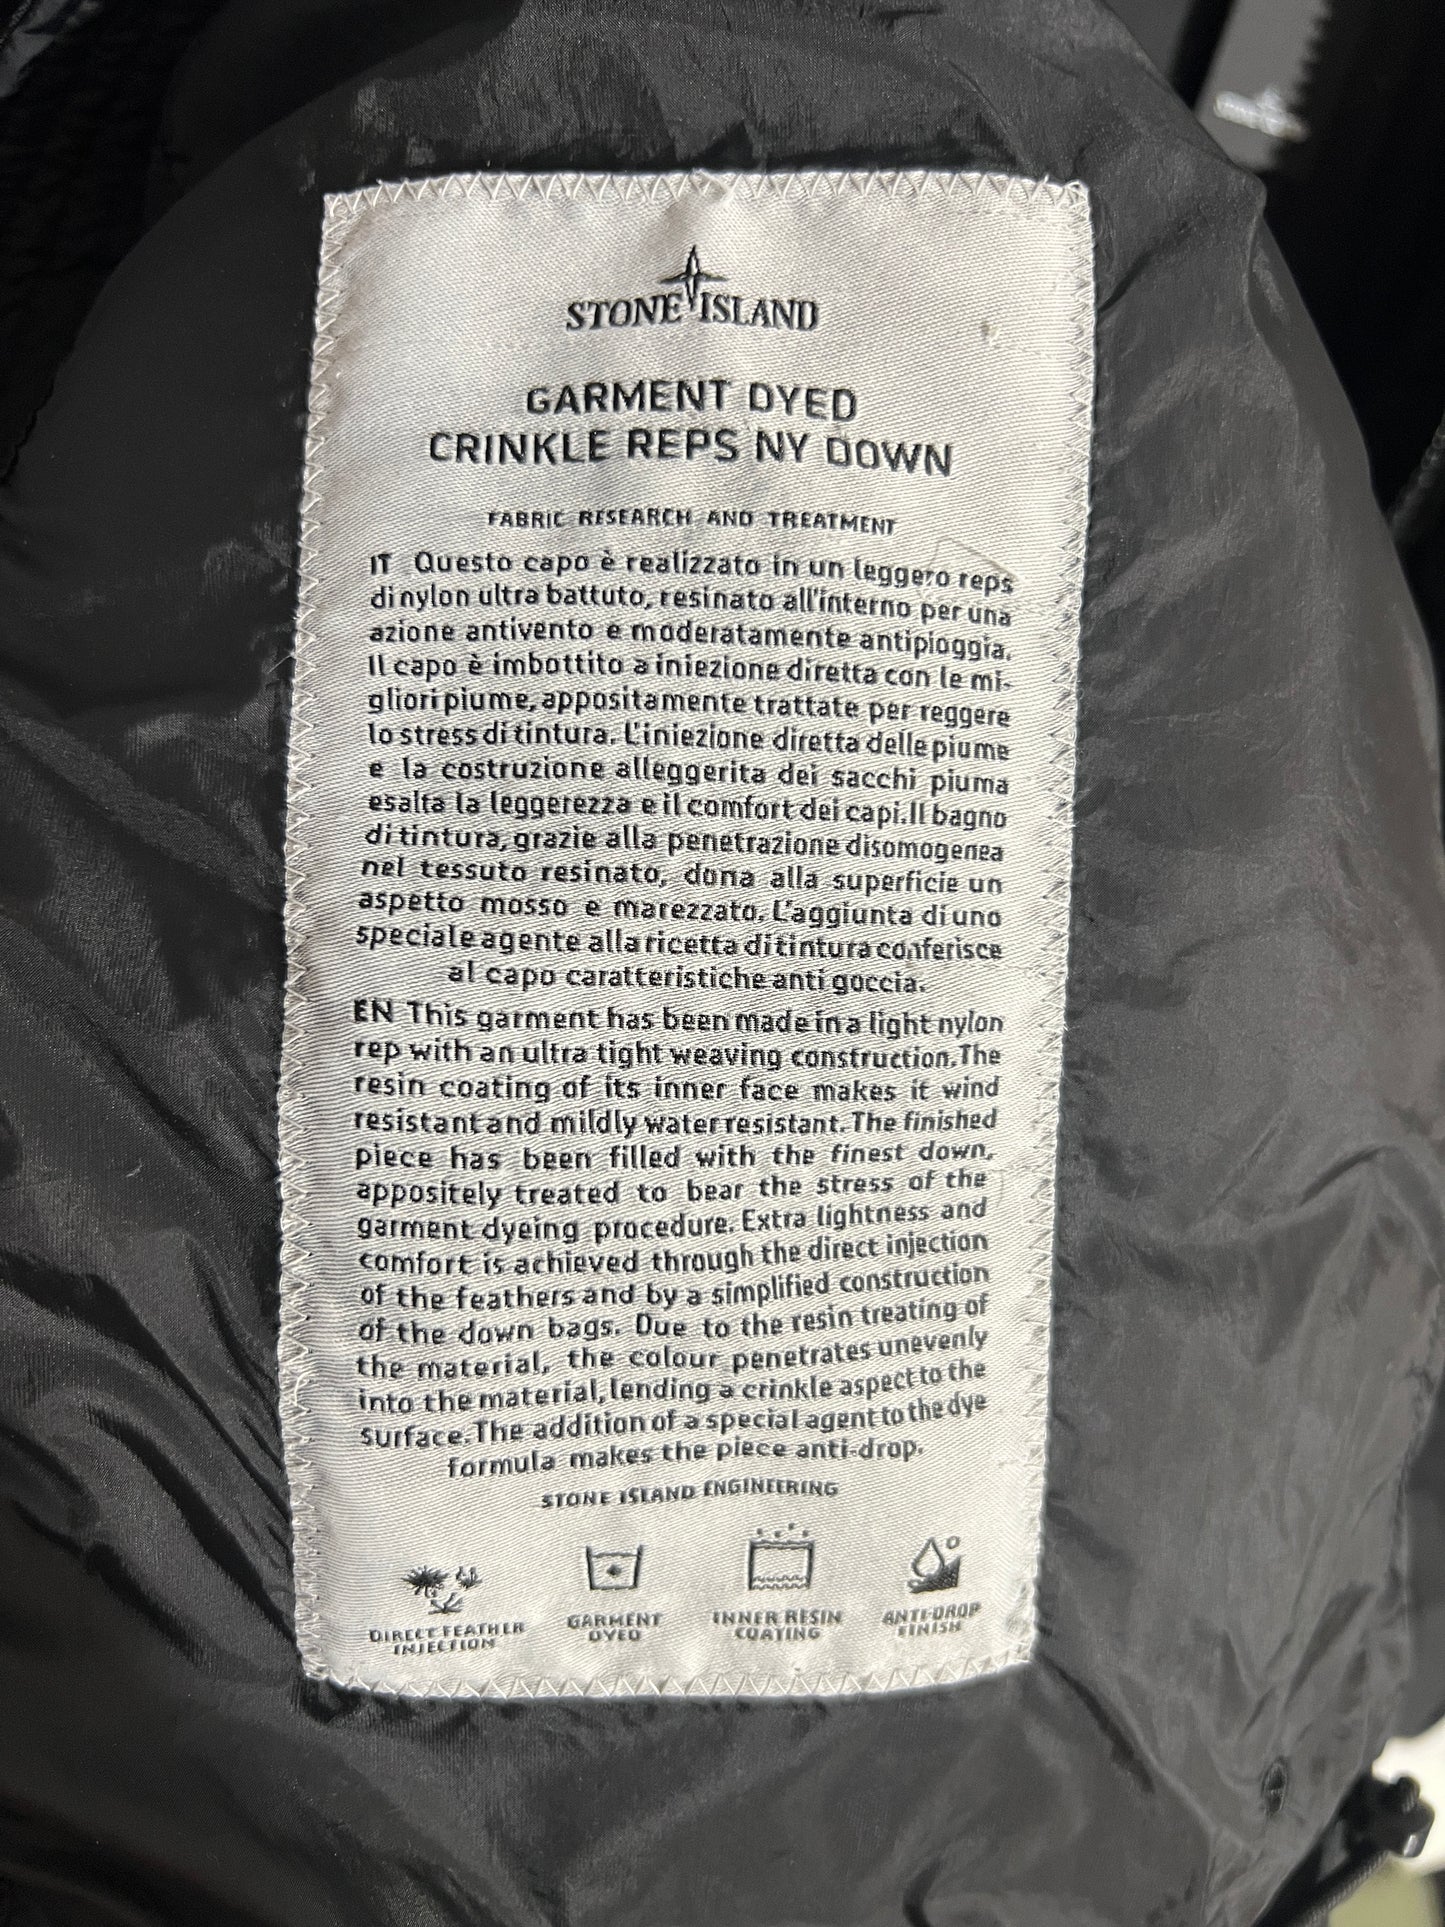 STONE ISLAND
GARMENT DYED
CRINKLE REPS NY DOWN
FABRIC RESEARCH AND TREATMENT
IT Questo capo è realizzato in un leggero reps
di nylon ultra battuto, resinato all'interno per una
azione antivento e moderatamente antipioggia.
Il capo è imbottito a iniezione diretta con le mi-
gliori piume, appositamente trattate per reggere
lo stress di tintura. L'iniezione diretta delle piume
e la costruzione alleggerita dei sacchi piuma
esalta la leggerezza e il comfort dei capi. Il bagno
di tintura, grazie alla penetrazione disomogenea
nel tessuto resinato, dona alla superficie un
aspetto mosso e marezzato. L'aggiunta di uno
speciale agente alla ricetta di tintura conferisce
al capo caratteristiche anti goccia.
EN This garment has been made in a light nylon
rep with an ultra tight weaving construction. The
resin coating of its inner face makes it wind
resistant and mildly water resistant. The finished
piece has been filled with the finest down,
appositely treated to bear the stress of the
garment dyeing procedure. Extra lightness and
comfort is achieved through the direct injection
of the feathers and by a simplified construction
of the down bags. Due to the resin treating of
the material, the colour penetrates unevenly
into the material, lending a crinkle aspect to the
surface. The addition of a special agent to the dye
formula makes the piece anti-drop.
STONE ISLAND ENGINEERING
DIRECT FEATHER
INJECTION
GARMENT
DYED
INNER RESIN
COATING
ANTI-DROP
FINISH